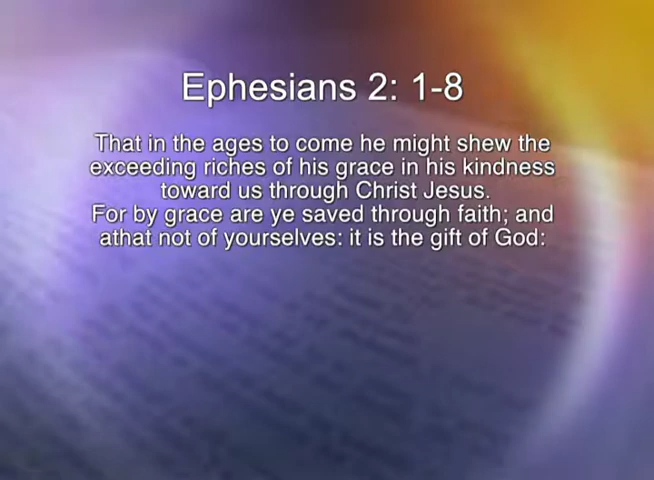 Ephesians 2: 1-8
That in the ages to come he might shew the
exceeding riches of his grace in his kindness
toward us through Christ Jesus.
For by grace are ye saved through faith; and
athat not of yourselves: it is the gift of God: